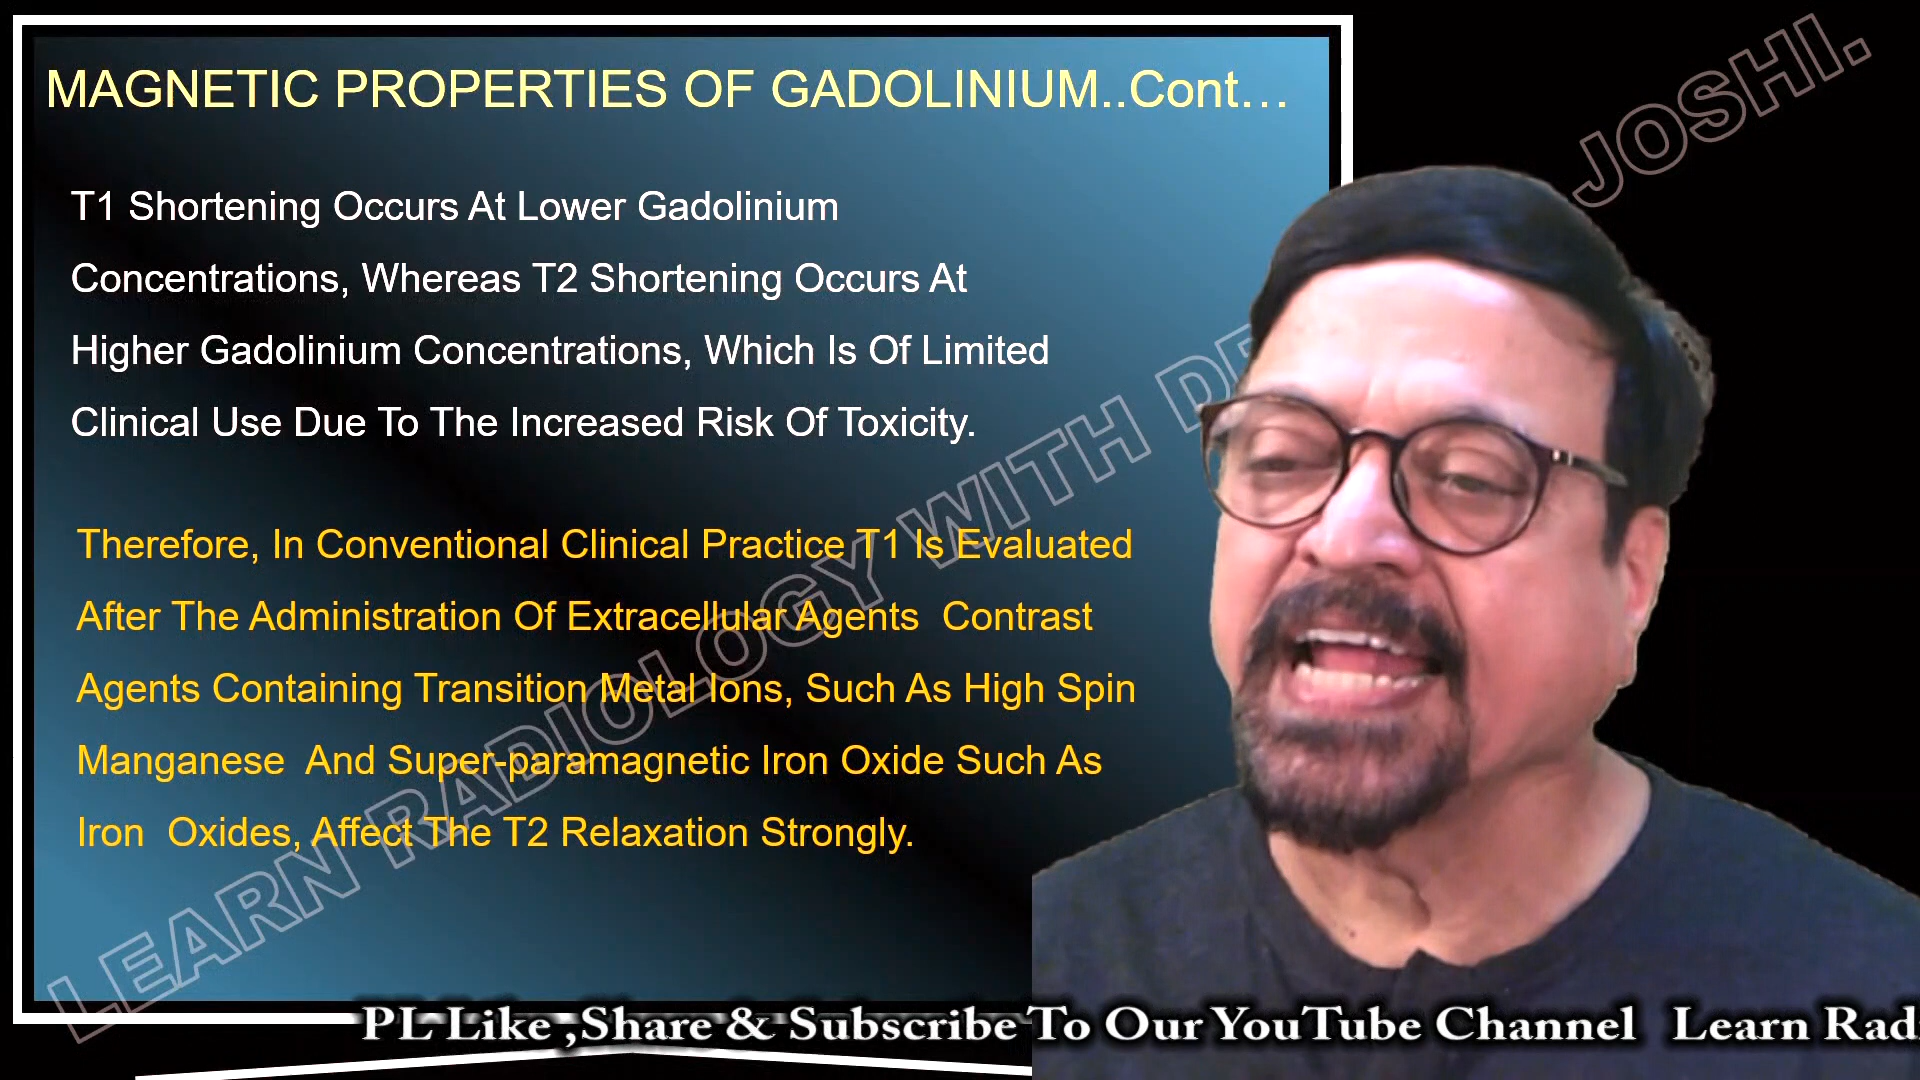 MAGNETIC PROPERTIES OF GADOLINIUM..Cont…
T1 Shortening Occurs At Lower Gadolinium
Concentrations, Whereas T2 Shortening Occurs At
Higher Gadolinium Concentrations, Which Is Of Limited
Clinical Use Due To The Increased Risk Of Toxicity.
Therefore, In Conventional Clinical Practice T1 Is Evaluated
After The Administration Of Extracellular Agents  Contrast
Agents Containing Transition Metal Ions, Such As High Spin
Manganese  And Super-paramagnetic Iron Oxide Such As
Iron  Oxides, Affect The T2 Relaxation Strongly.
LEARN RADIOLOGY WITH DR JOSHI.
PL Like ,Share & Subscribe To Our YouTube Channel  Learn Rad